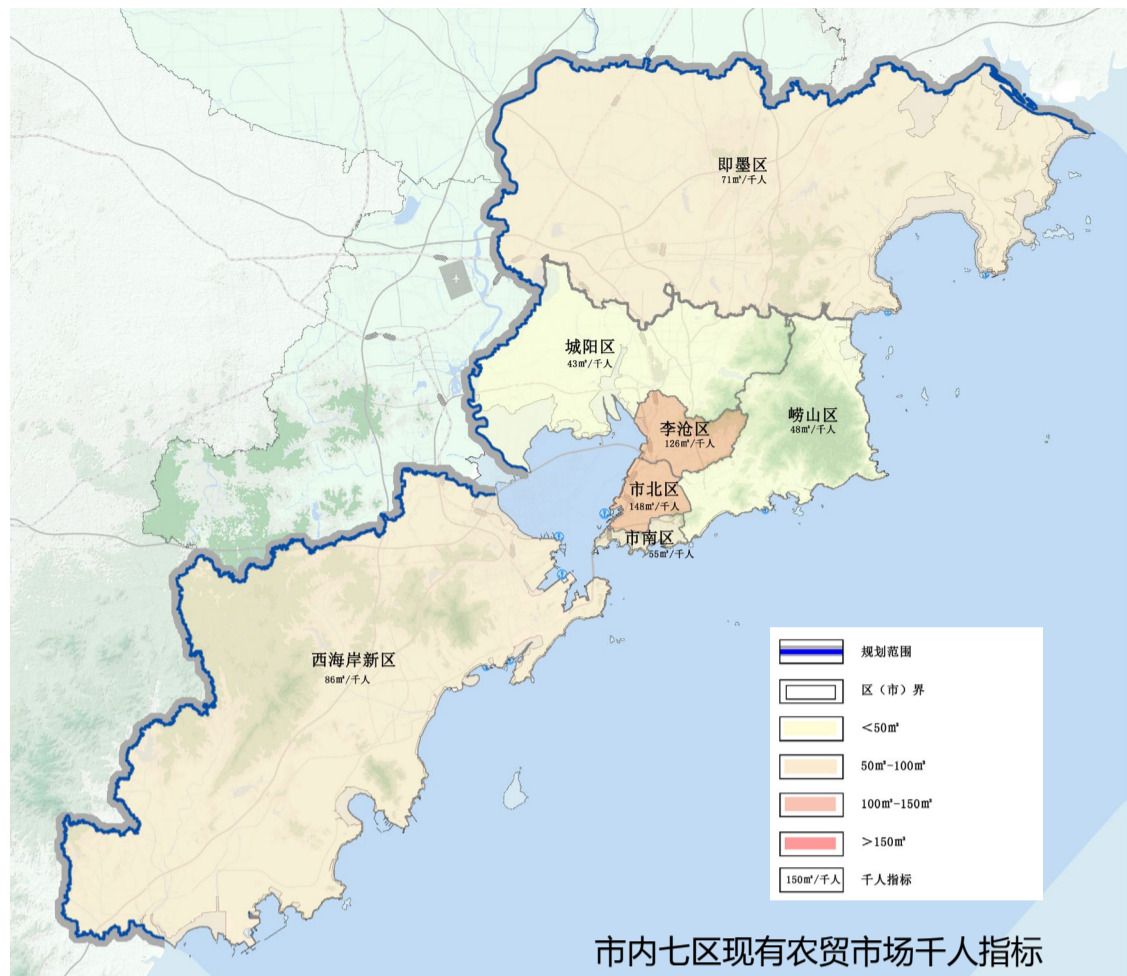 即墨区
71㎡/千人
城阳区
43㎡/千人
崂山区
48㎡/千人
李沧区
126㎡/千人
市北区
148㎡/千人
市南区
55㎡/千人
西海岸新区
86㎡/千人
规划范围
区（市）界
＜50㎡
50㎡-100㎡
100㎡-150㎡
＞150㎡
150㎡/千人 千人指标
市内七区现有农贸市场千人指标